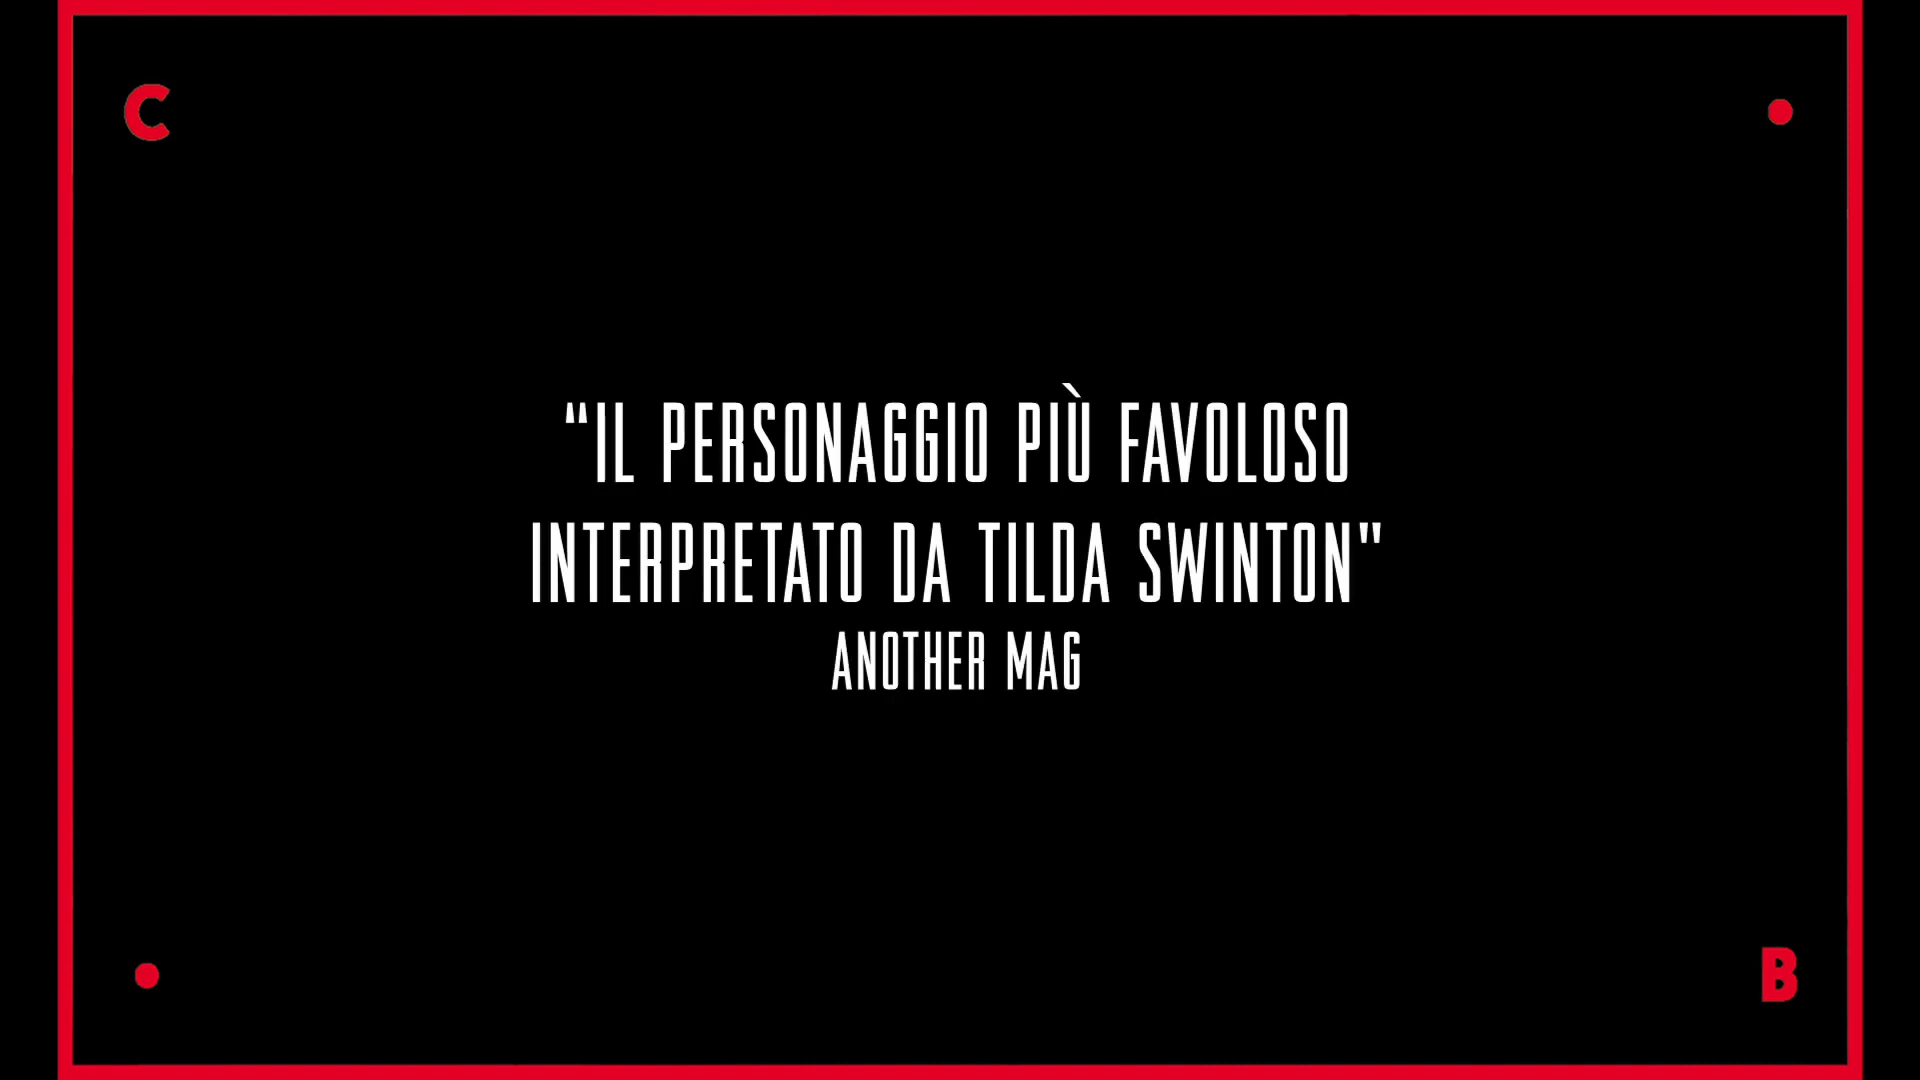 C
"IL PERSONAGGIO PIÙ FAVOLOSO
INTERPRETATO DA TILDA SWINTON"
ANOTHER MAG
B